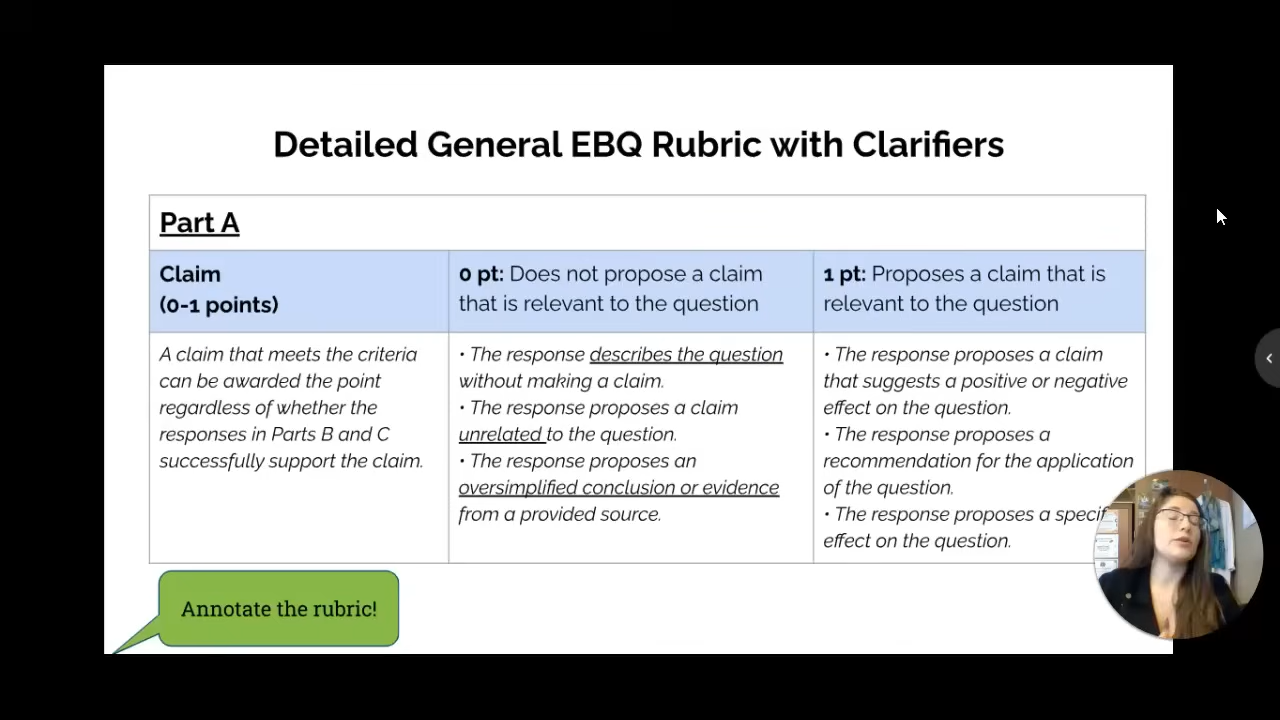 Detailed General EBQ Rubric with Clarifiers
Part A
Claim
(0-1 points)
0 pt: Does not propose a claim
that is relevant to the question
1 pt: Proposes a claim that is
relevant to the question
A claim that meets the criteria
can be awarded the point
regardless of whether the
responses in Parts B and C
successfully support the claim.
• The response describes the question
without making a claim.
• The response proposes a claim
unrelated to the question.
• The response proposes an
oversimplified conclusion or evidence
from a provided source.
• The response proposes a claim
that suggests a positive or negative
effect on the question.
• The response proposes a
recommendation for the application
of the question.
• The response proposes a
effect on the question.
Annotate the rubric!